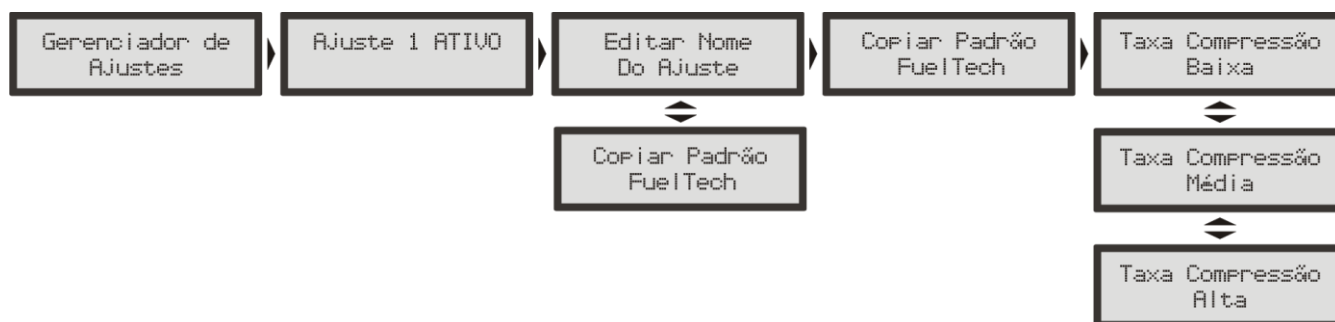 Gerenciador de
Ajustes
Ajuste 1 ATIVO
Editar Nome
Do Ajuste
Copiar Padrão
FuelTech
Copiar Padrão
FuelTech
Taxa Compressão
Baixa
Taxa Compressão
Média
Taxa Compressão
Alta